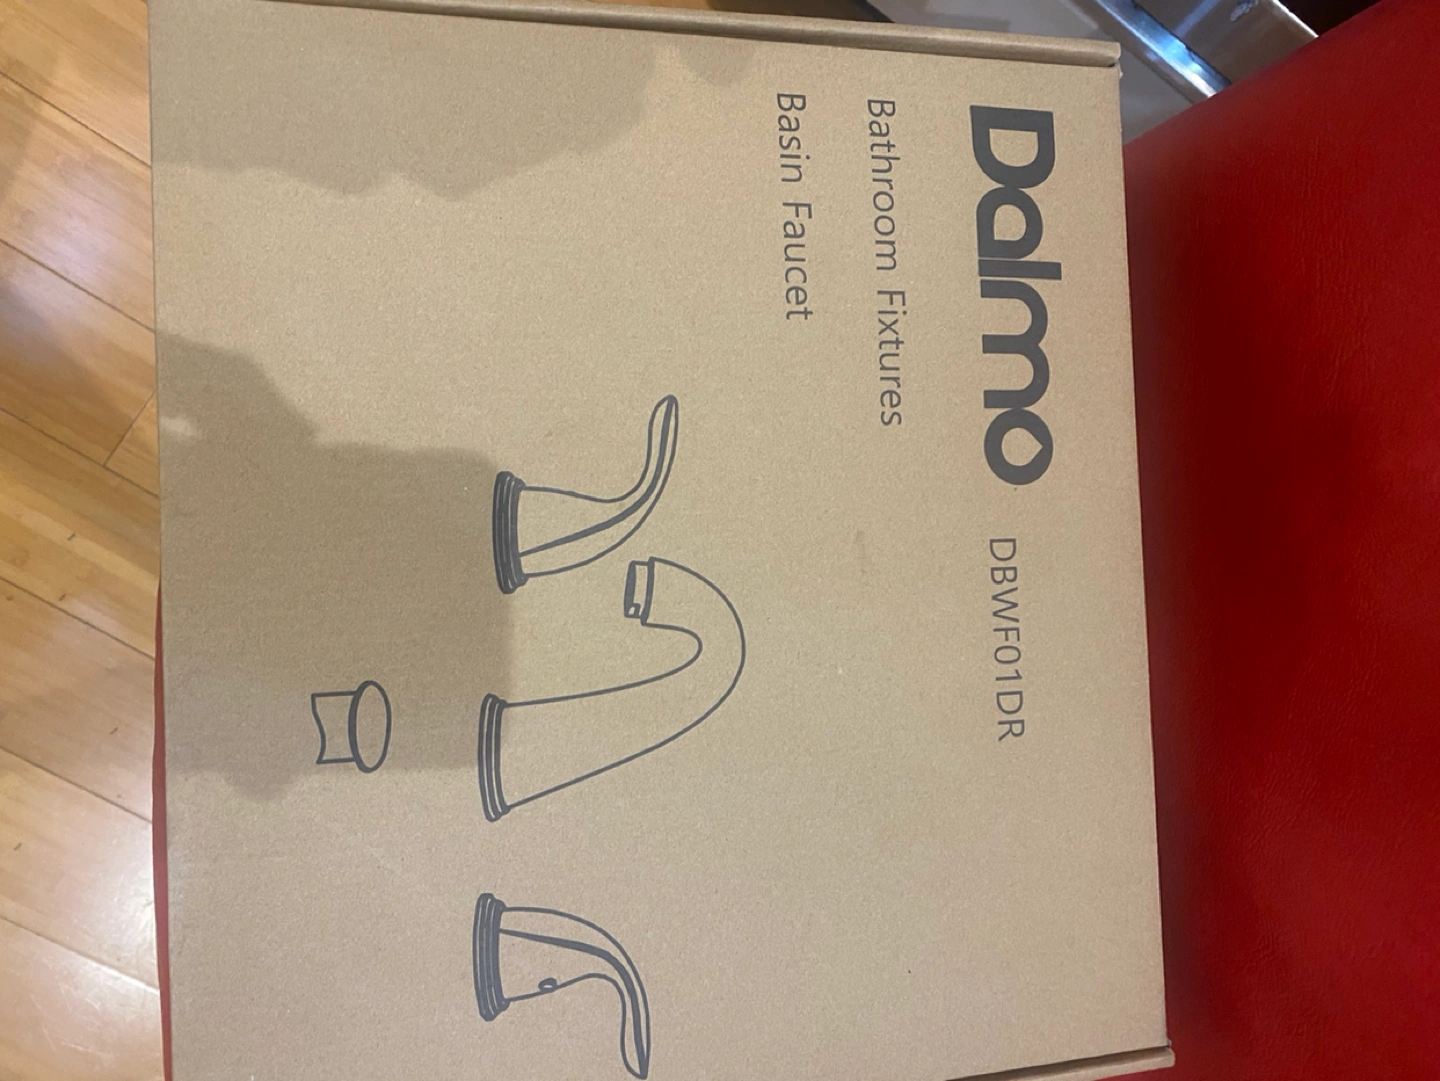 Dalmo DBWF01DR
Bathroom Fixtures
Basin Faucet